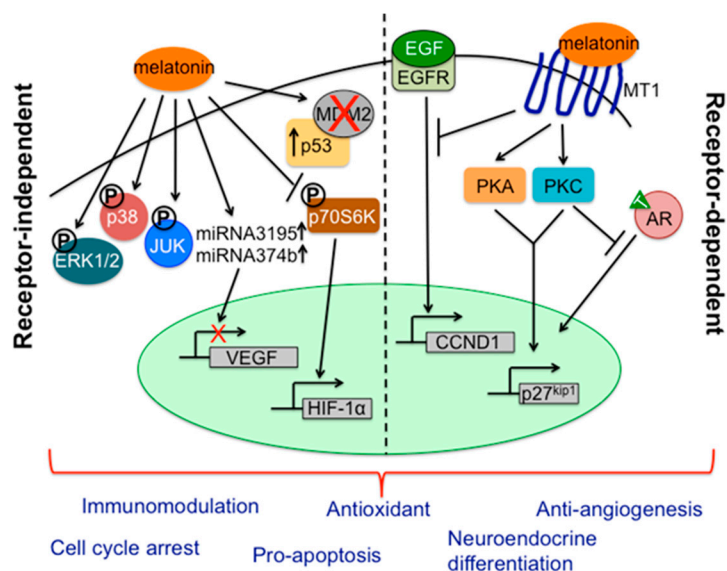 Receptor-independent
Receptor-dependent
melatonin
EGF
EGFR
melatonin
MT1
MDM2
p53
PKA
PKC
AR
T
P
p38
P
ERK1/2
P
JUK
miRNA3195
miRNA374b
P
p70S6K
VEGF
HIF-1α
CCND1
p27kip1
Immunomodulation
Antioxidant
Anti-angiogenesis
Cell cycle arrest
Pro-apoptosis
Neuroendocrine
differentiation